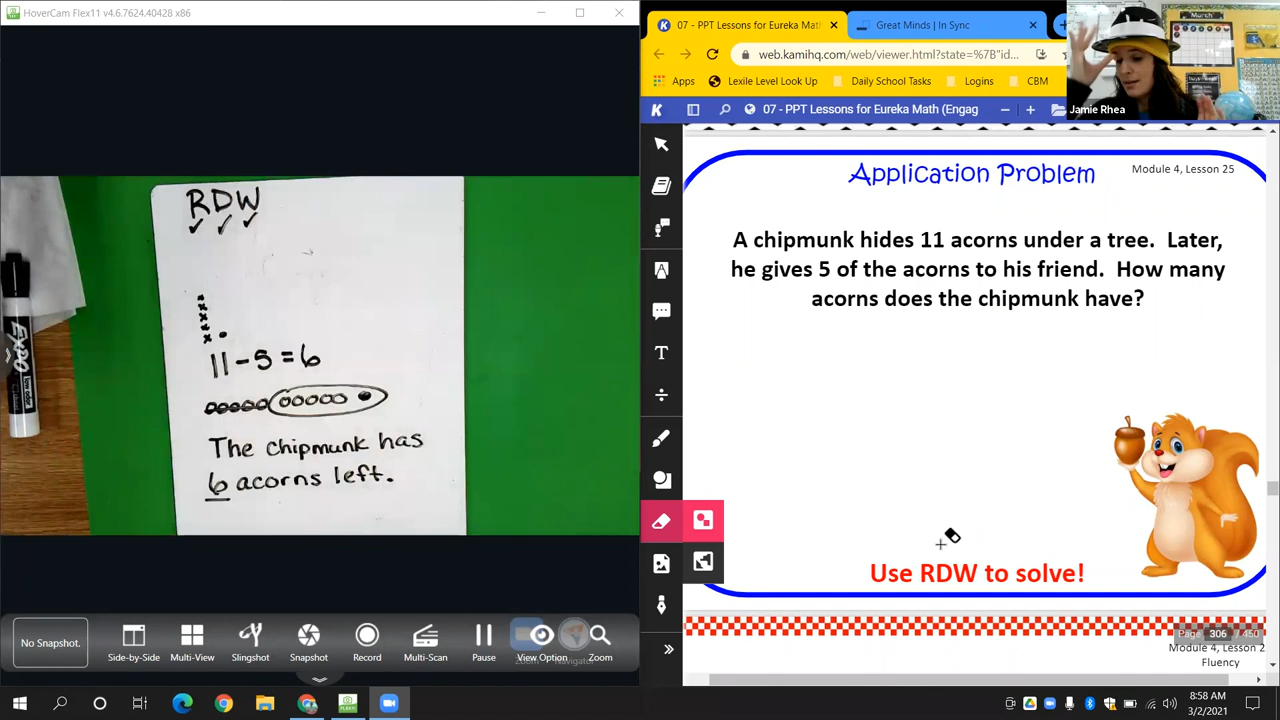 HoverCam Flex11 v4.6.7624.40428 x86
RDW
11-5=6
The chipmunk has
6 acorns left.
EXPO
No Snapshot.
Side-by-Side
Multi-View
Slingshot
Snapshot
Record
Multi-Scan
Pause
View Option
Zoom
07 - PPT Lessons for Eureka Math
Great Minds | In Sync
web.kamihq.com/web/viewer.html?state=%7B"id...
Apps
Lexile Level Look Up
Daily School Tasks
Logins
CBM
07 - PPT Lessons for Eureka Math (Engag
March
Jamie Rhea
Application Problem
Module 4, Lesson 25
A chipmunk hides 11 acorns under a tree. Later,
he gives 5 of the acorns to his friend. How many
acorns does the chipmunk have?
Use RDW to solve!
Page 306 / 450
Module 4, Lesson 2
Fluency
8:58 AM
3/2/2021